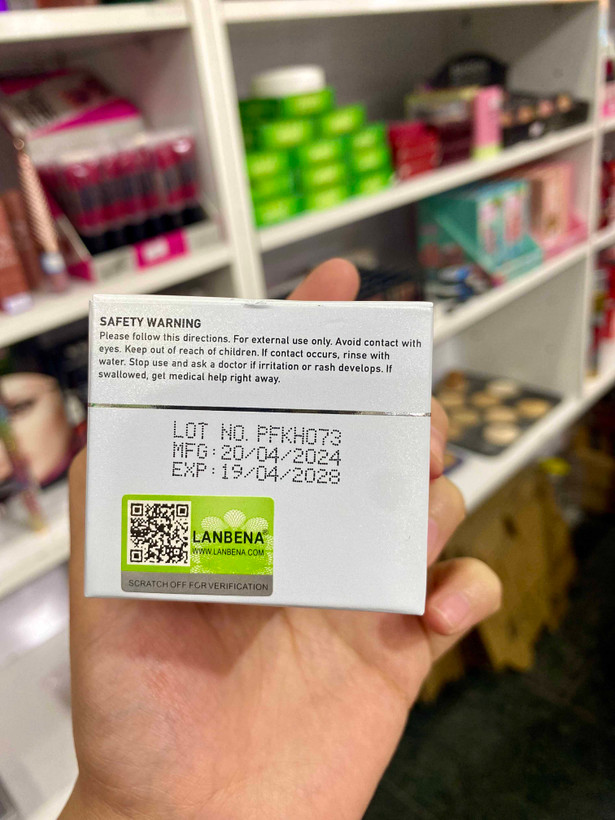 SAFETY WARNING
Please follow this directions. For external use only. Avoid contact with
eyes. Keep out of reach of children. If contact occurs, rinse with
water. Stop use and ask a doctor if irritation or rash develops. If
swallowed, get medical help right away.
LOT NO. PFKH073
MFG:20/04/2024
EXP:19/04/2028
LANBENA
WWW.LANBENA.COM
SCRATCH OFF FOR VERIFICATION